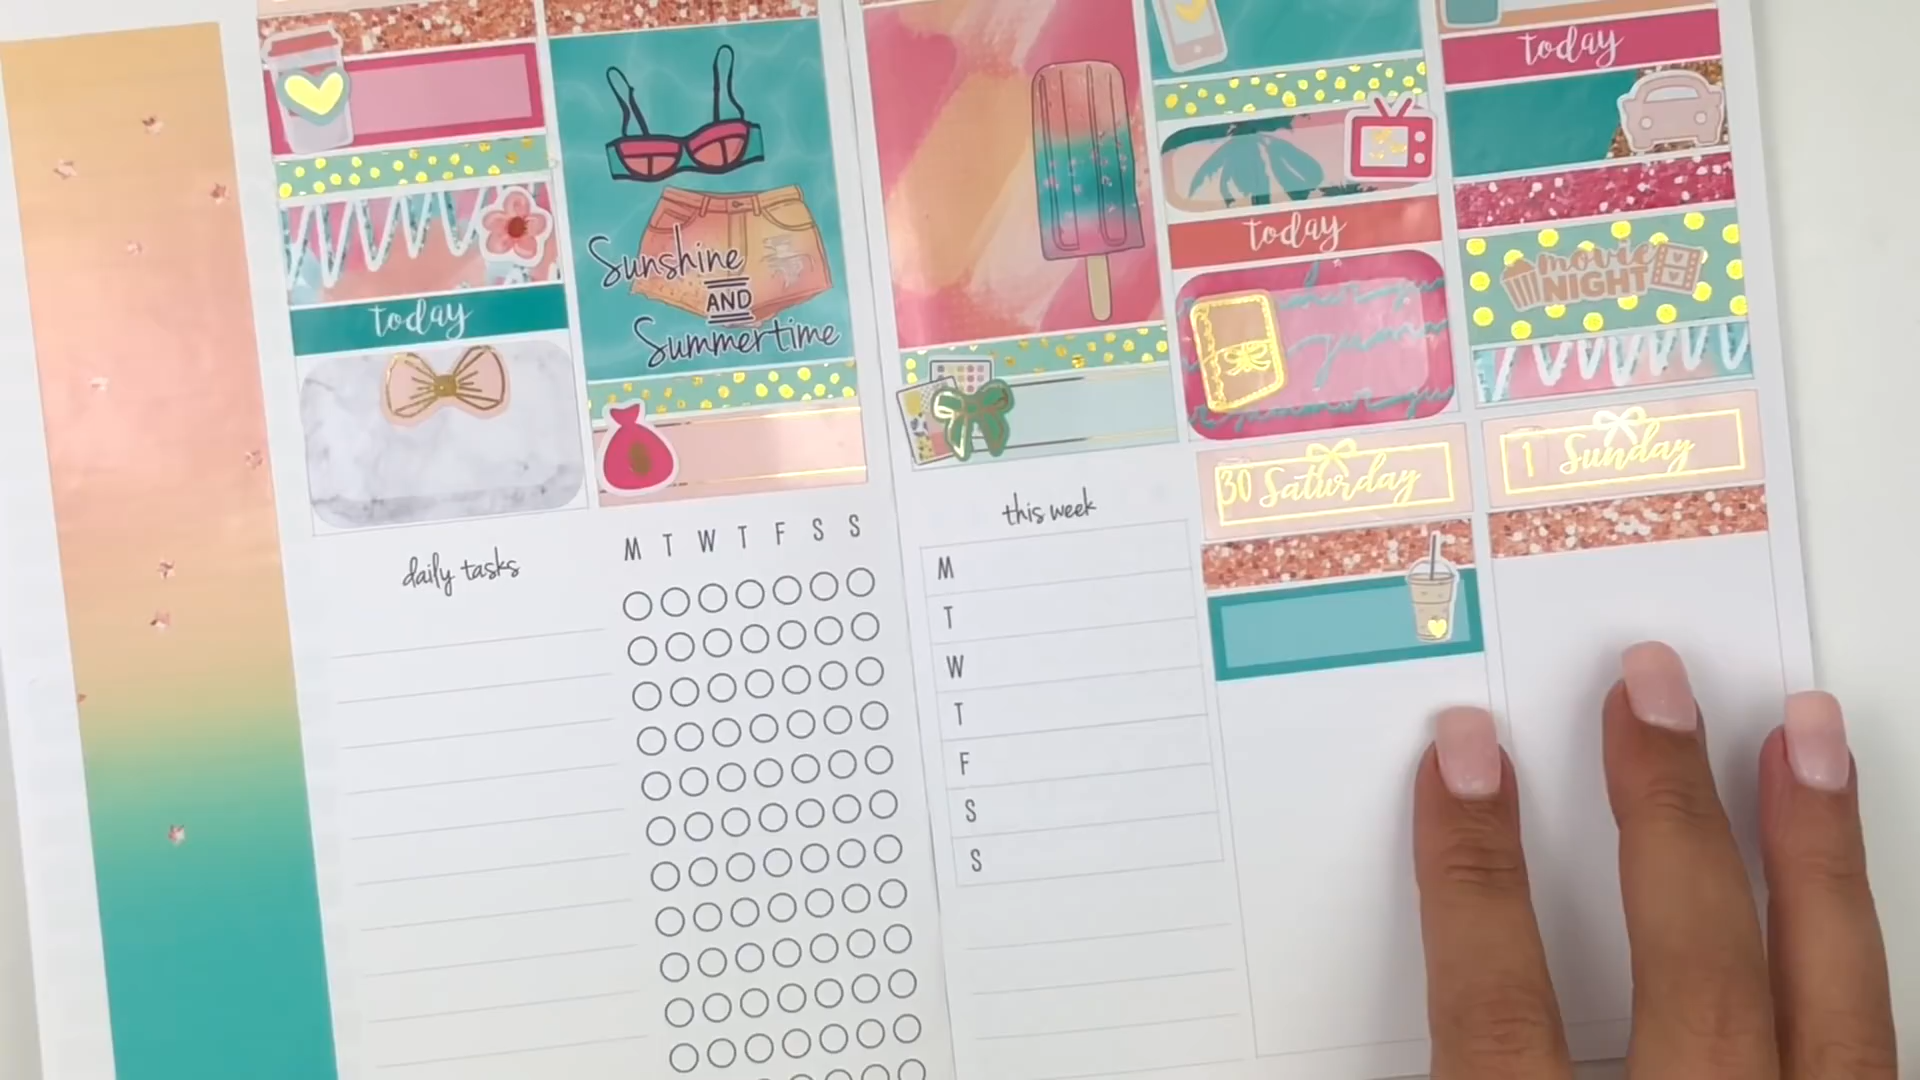 today
Sunshine
AND
Summertime
today
today
movie
NIGHT
30 Saturday
1 Sunday
daily tasks
M T W T F S S
this week
M
T
W
T
F
S
S